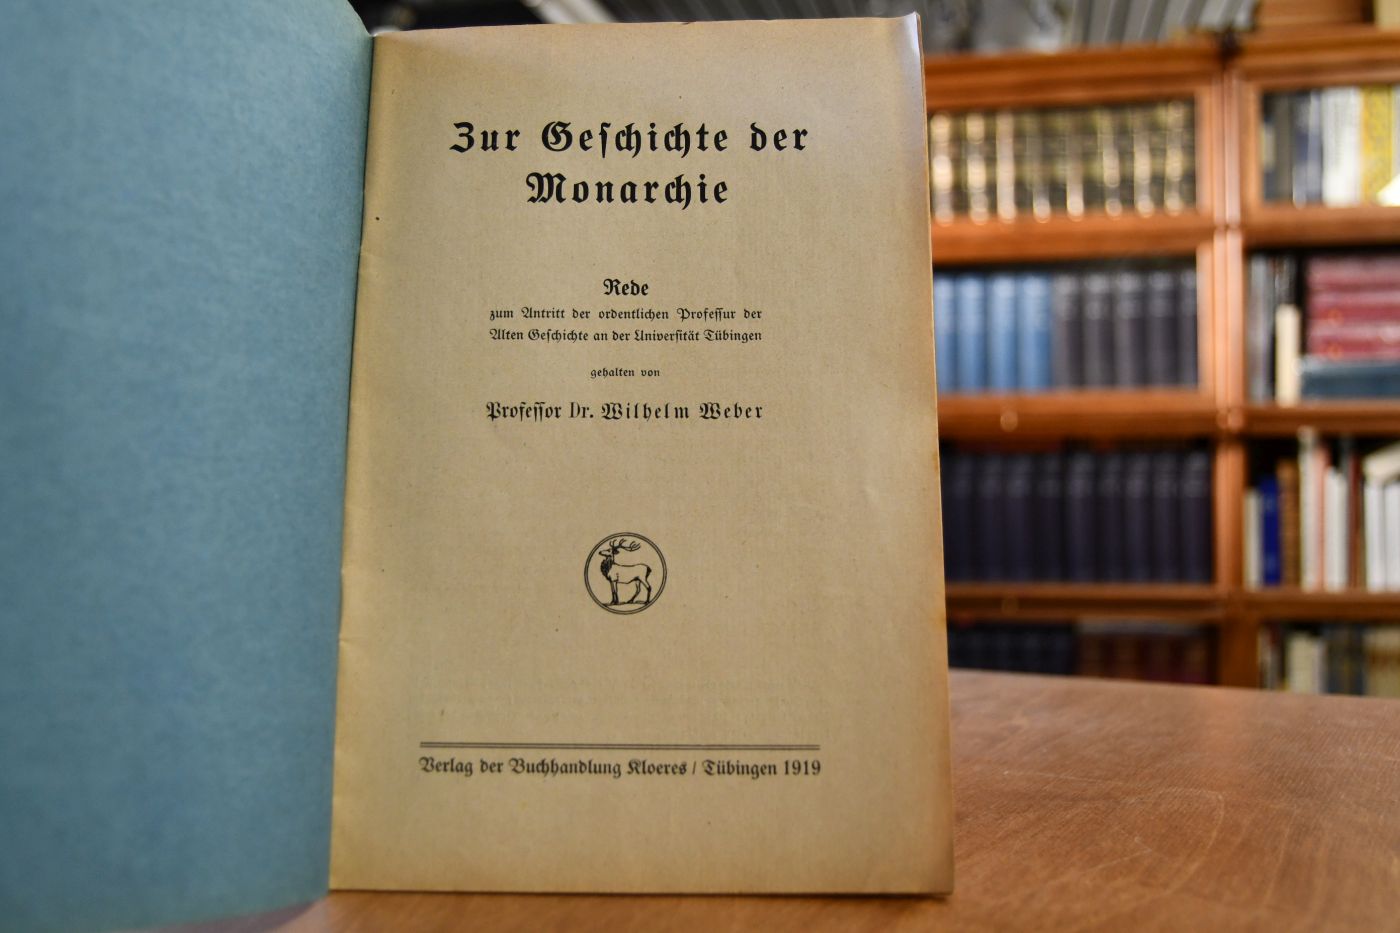 Zur Geſchichte der
Monarchie
Rede
zum Antritt der ordentlichen Profeſſur der
Alten Geſchichte an der Univerſität Tübingen
gehalten von
Profeſſor Dr. Wilhelm Weber
Verlag der Buchhandlung Kloeres / Tübingen 1919